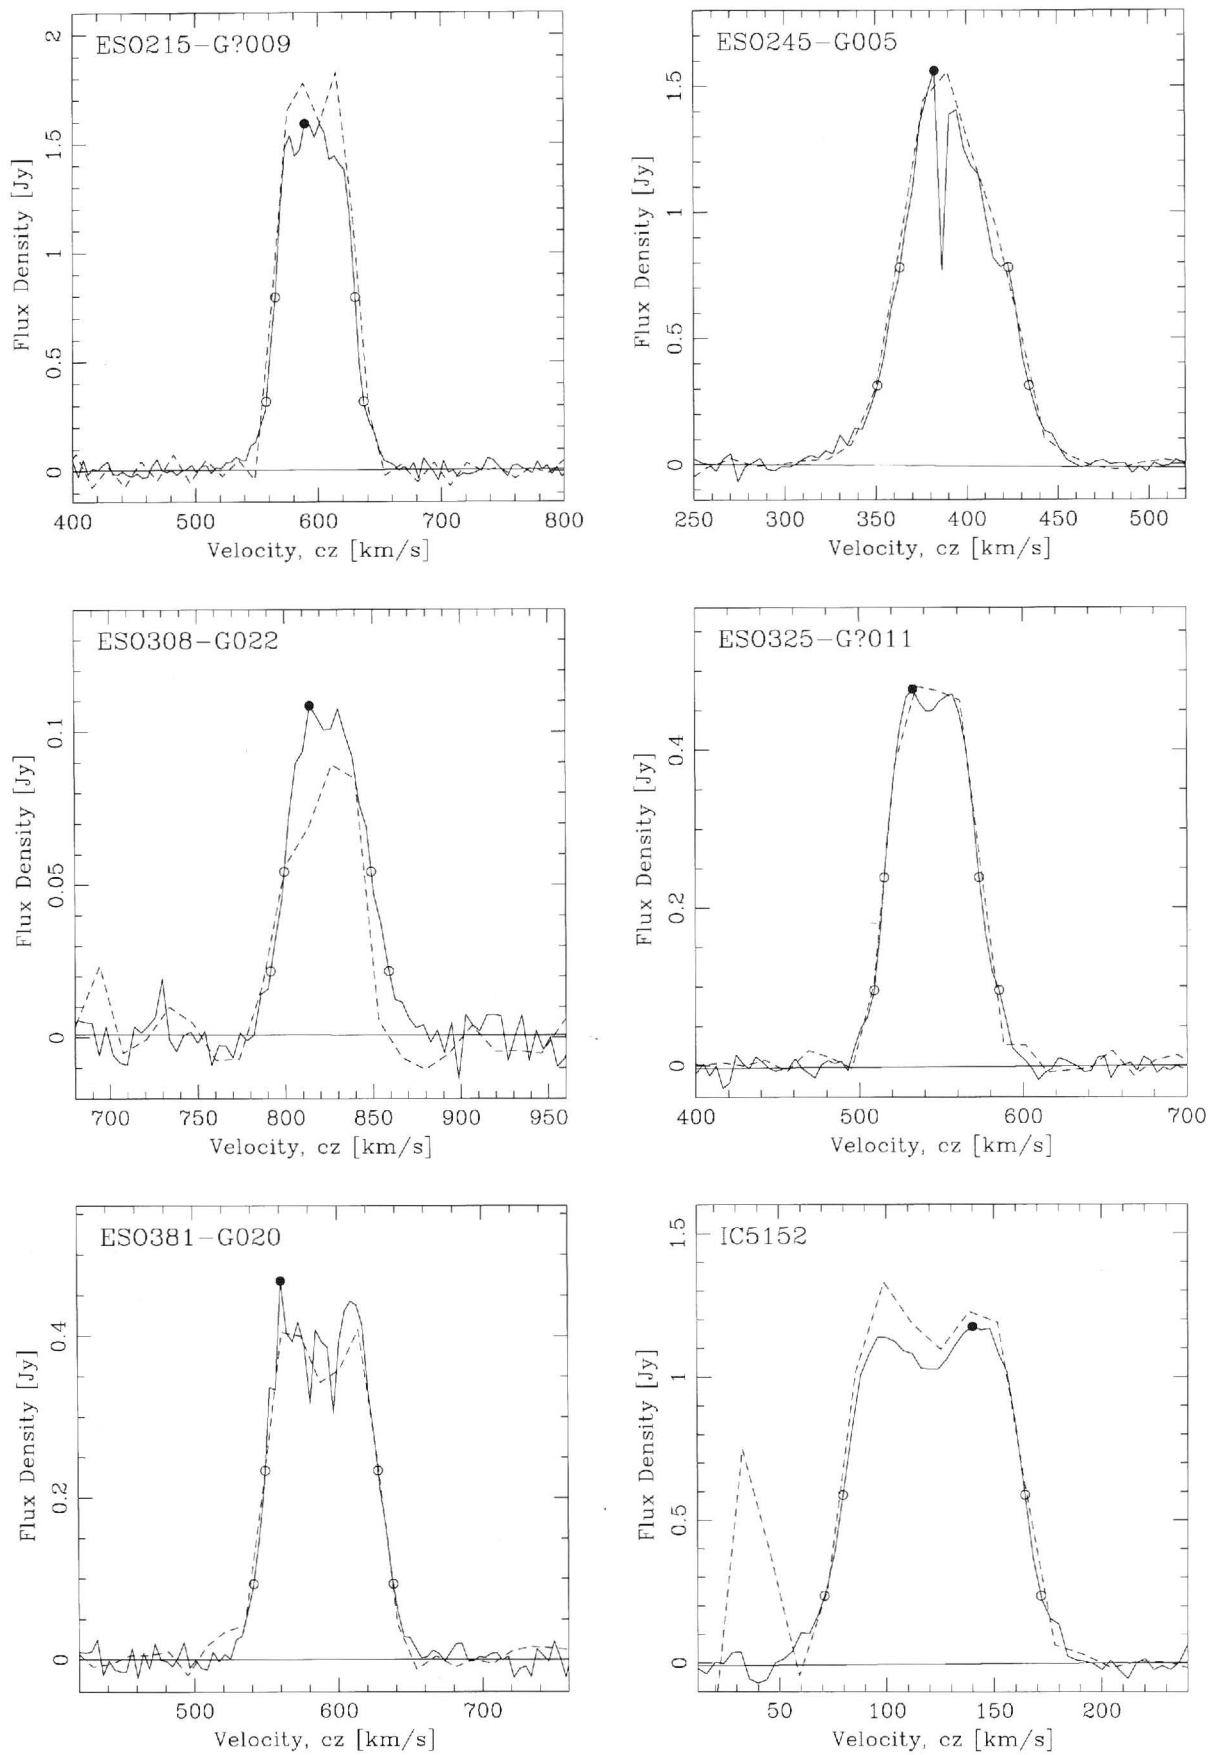 ESO215-G?009
Flux Density [Jy]
2
1.5
1
0.5
0
400 500 600 700 800
Velocity, cz [km/s]
ESO245-G005
Flux Density [Jy]
1.5
1
0.5
0
250 300 350 400 450 500
Velocity, cz [km/s]
ESO308-G022
Flux Density [Jy]
0.1
0.05
0
700 750 800 850 900 950
Velocity, cz [km/s]
ESO325-G?011
Flux Density [Jy]
0.4
0.2
0
400 500 600 700
Velocity, cz [km/s]
ESO381-G020
Flux Density [Jy]
0.4
0.2
0
500 600 700
Velocity, cz [km/s]
IC5152
Flux Density [Jy]
1.5
1
0.5
0
50 100 150 200
Velocity, cz [km/s]